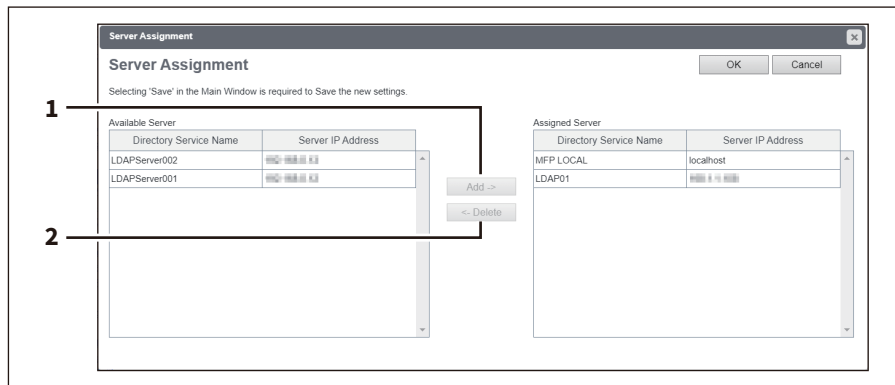 Server Assignment
Server Assignment
OK Cancel
Selecting 'Save' in the Main Window is required to Save the new settings.
1
Available Server
Directory Service Name Server IP Address
LDAPServer002
LDAPServer001
Add ->
<- Delete
2
Assigned Server
Directory Service Name Server IP Address
MFP LOCAL localhost
LDAP01